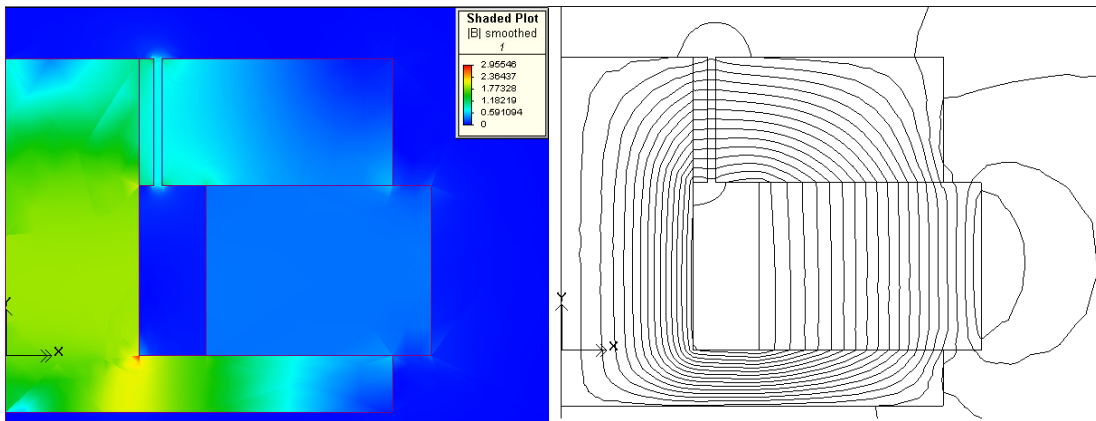 Shaded Plot
|B| smoothed
f
2.95546
2.36437
1.77328
1.18219
0.591094
0
Y
X
Y
X